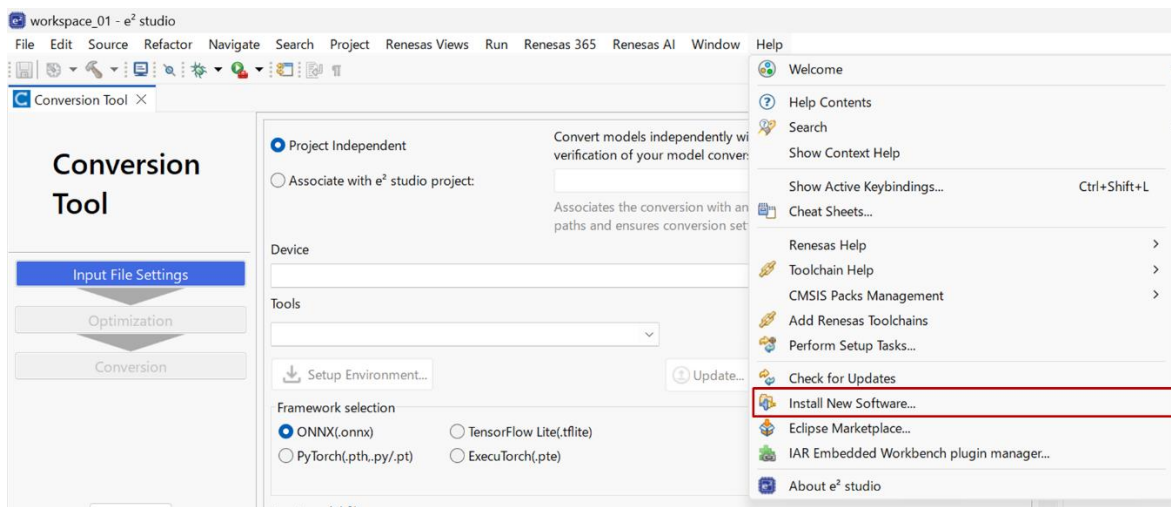 workspace_01 - e² studio
File Edit Source Refactor Navigate Search Project Renesas Views Run Renesas 365 Renesas AI Window Help
Conversion Tool
Conversion
Tool
Input File Settings
Optimization
Conversion
Project Independent
Convert models independently
verification of your model
Associate with e² studio project:
Associates the conversion with
paths and ensures conversion
Device
Tools
Setup Environment...
Update...
Framework selection
ONNX(.onnx)
TensorFlow Lite(.tflite)
PyTorch(.pth,.py/.pt)
ExecuTorch(.pte)
Welcome
Help Contents
Search
Show Context Help
Show Active Keybindings... Ctrl+Shift+L
Cheat Sheets...
Renesas Help
Toolchain Help
CMSIS Packs Management
Add Renesas Toolchains
Perform Setup Tasks...
Check for Updates
Install New Software...
Eclipse Marketplace...
IAR Embedded Workbench plugin manager...
About e² studio